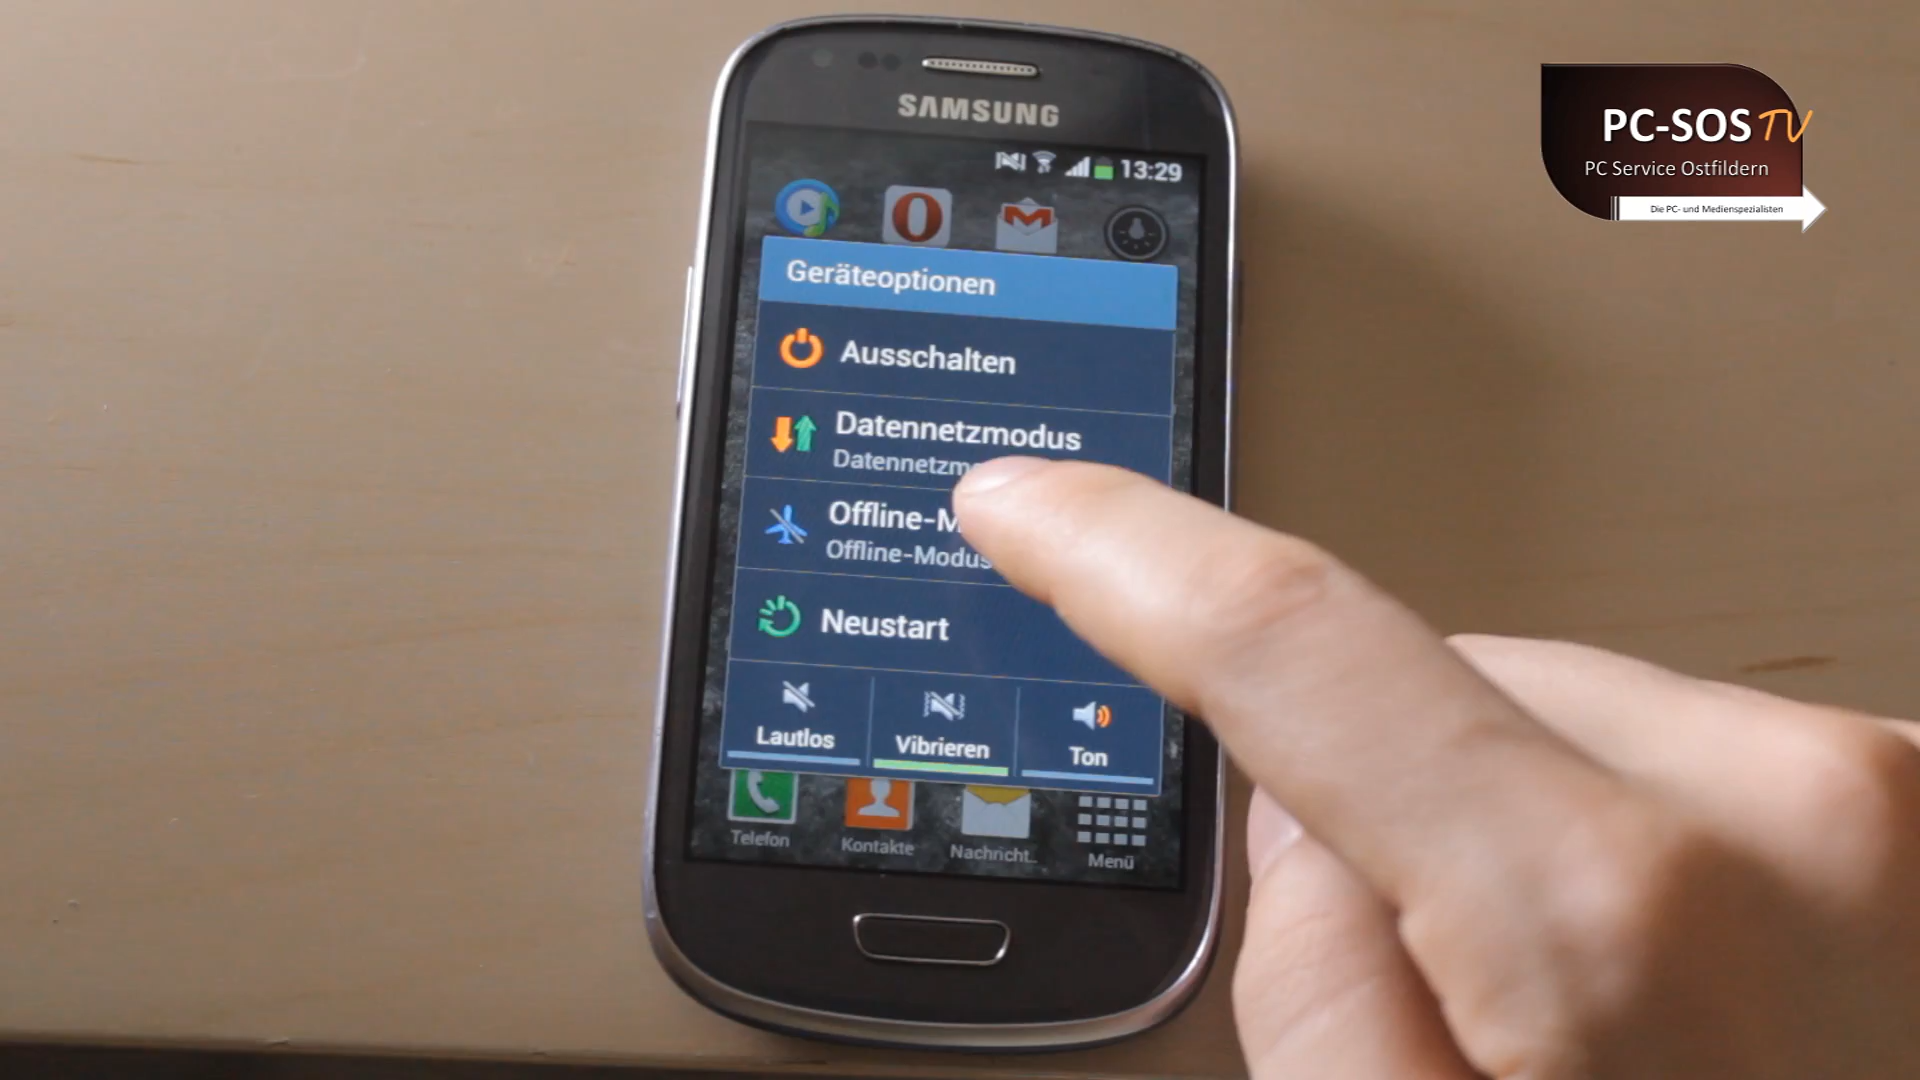 SAMSUNG
13:29
Geräteoptionen
Ausschalten
Datennetzmodus
Offline-Modus
Neustart
Lautlos
Vibrieren
Ton
Telefon
Kontakte
Nachricht..
Menü
PC-SOS TV
PC Service Ostfildern
Die PC- und Medienspezialisten